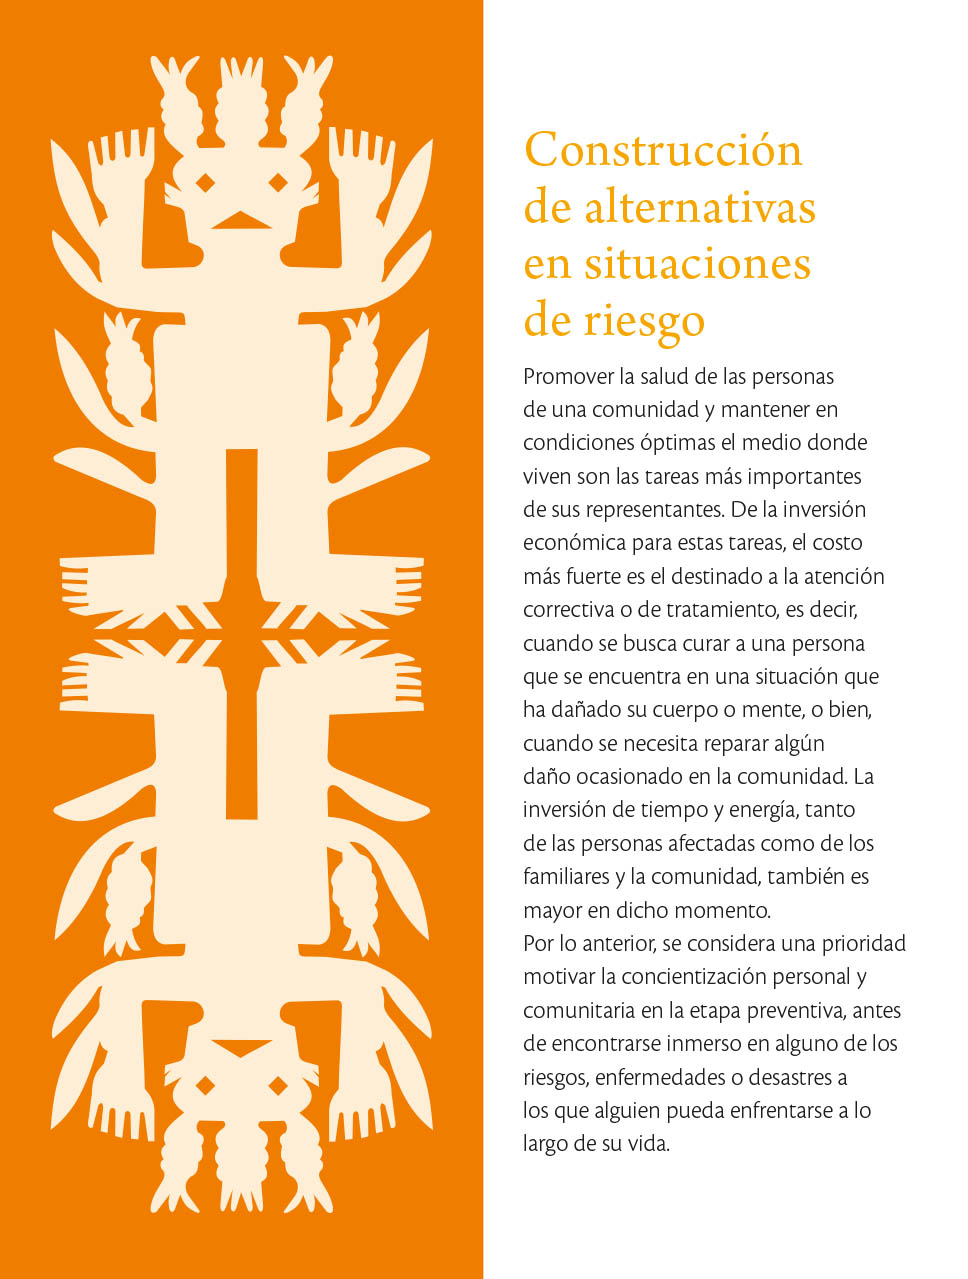 Construcción
de alternativas
en situaciones
de riesgo
Promover la salud de las personas
de una comunidad y mantener en
condiciones óptimas el medio donde
viven son las tareas más importantes
de sus representantes. De la inversión
económica para estas tareas, el costo
más fuerte es el destinado a la atención
correctiva o de tratamiento, es decir,
cuando se busca curar a una persona
que se encuentra en una situación que
ha dañado su cuerpo o mente, o bien,
cuando se necesita reparar algún
daño ocasionado en la comunidad. La
inversión de tiempo y energía, tanto
de las personas afectadas como de los
familiares y la comunidad, también es
mayor en dicho momento.
Por lo anterior, se considera una prioridad
motivar la concientización personal y
comunitaria en la etapa preventiva, antes
de encontrarse inmerso en alguno de los
riesgos, enfermedades o desastres a
los que alguien pueda enfrentarse a lo
largo de su vida.